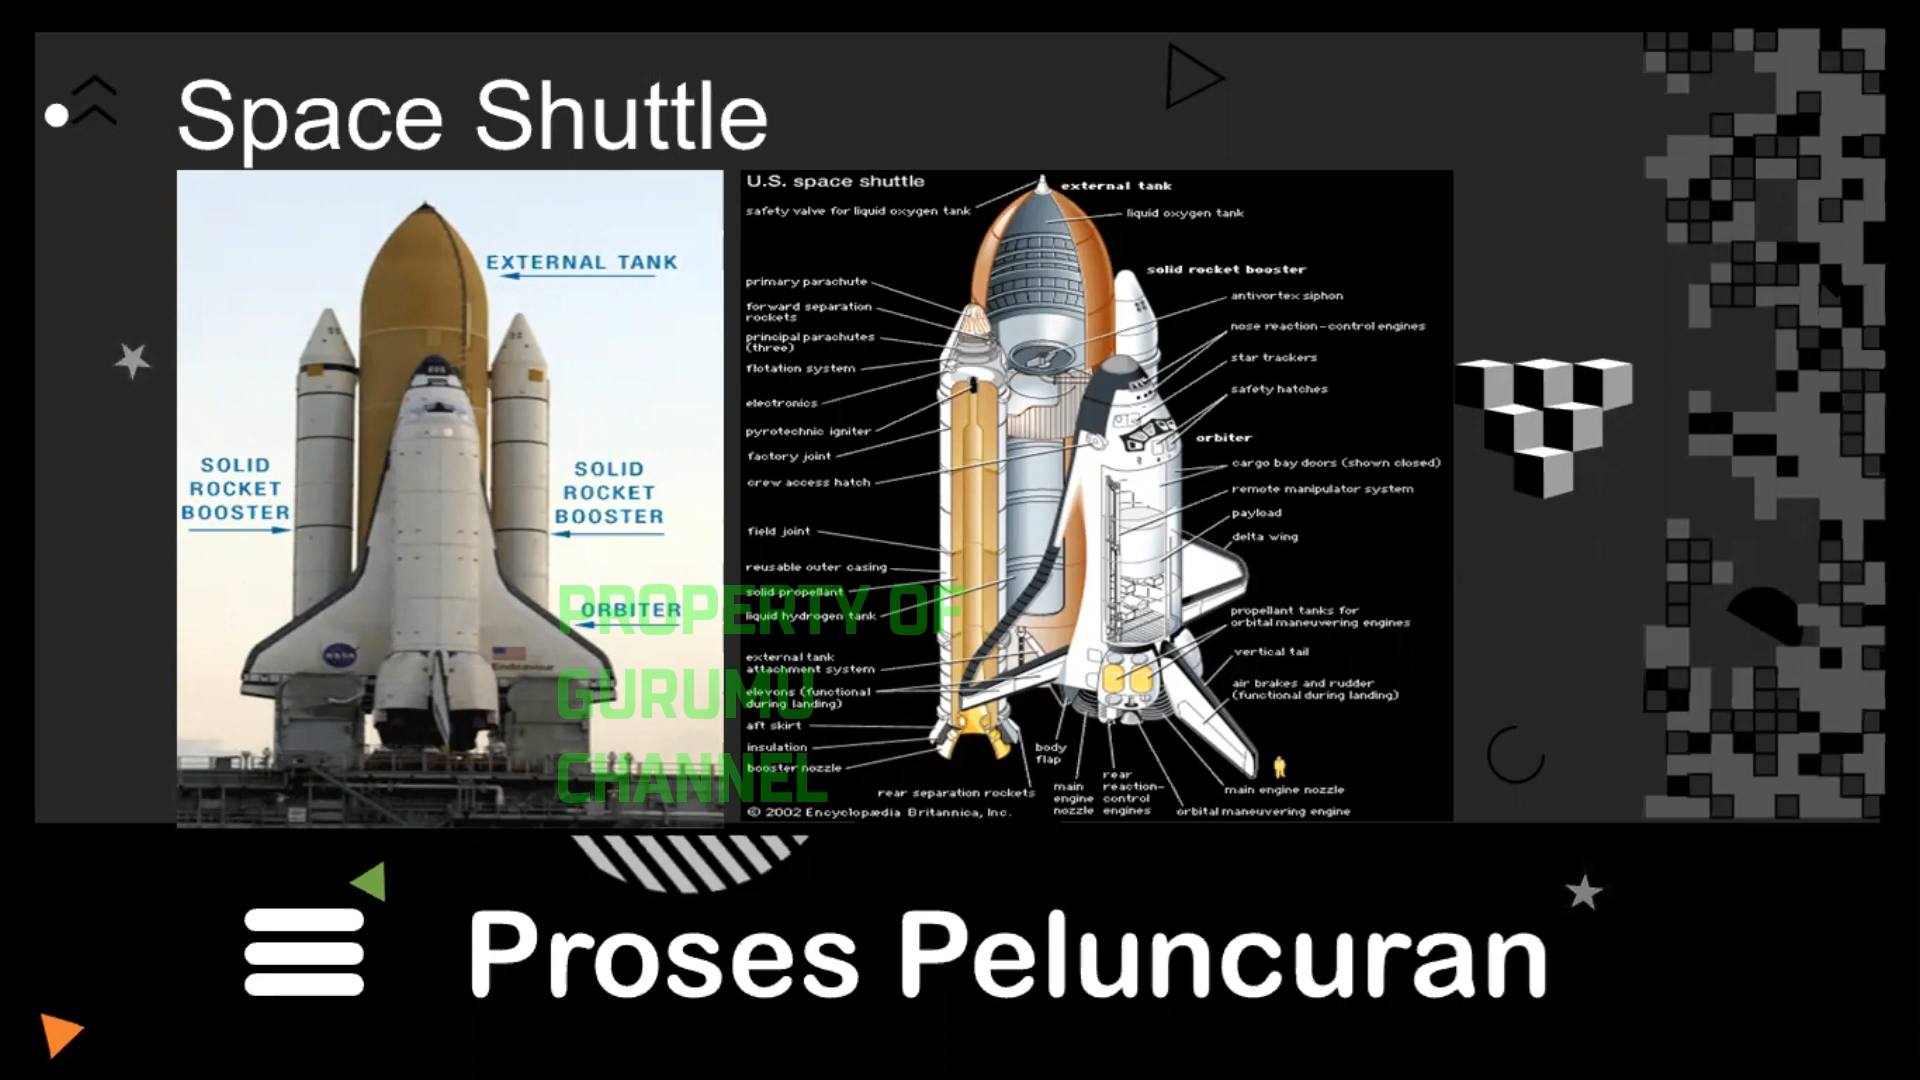 Space Shuttle
EXTERNAL TANK
SOLID
ROCKET
BOOSTER
SOLID
ROCKET
BOOSTER
ORBITER
Endeavour
U.S. space shuttle
external tank
safety valve for liquid oxygen tank
liquid oxygen tank
solid rocket booster
primary parachute
antivortex siphon
forward separation
rockets
nose reaction-control engines
principal parachutes
(three)
star trackers
flotation system
safety hatches
electronics
pyrotechnic igniter
orbiter
factory joint
cargo bay doors (shown closed)
crew access hatch
remote manipulator system
payload
field joint
delta wing
reusable outer casing
solid propellant
liquid hydrogen tank
propellant tanks for
orbital maneuvering engines
external tank
attachment system
vertical tail
elevons (functional
during landing)
air brakes and rudder
(functional during landing)
aft skirt
insulation
booster nozzle
body
flap
rear separation rockets
main
engine
nozzle
rear
reaction-
control
engines
main engine nozzle
orbital maneuvering engine
© 2002 Encyclopædia Britannica, Inc.
PROPERTY OF
GURUMU
CHANNEL
Proses Peluncuran